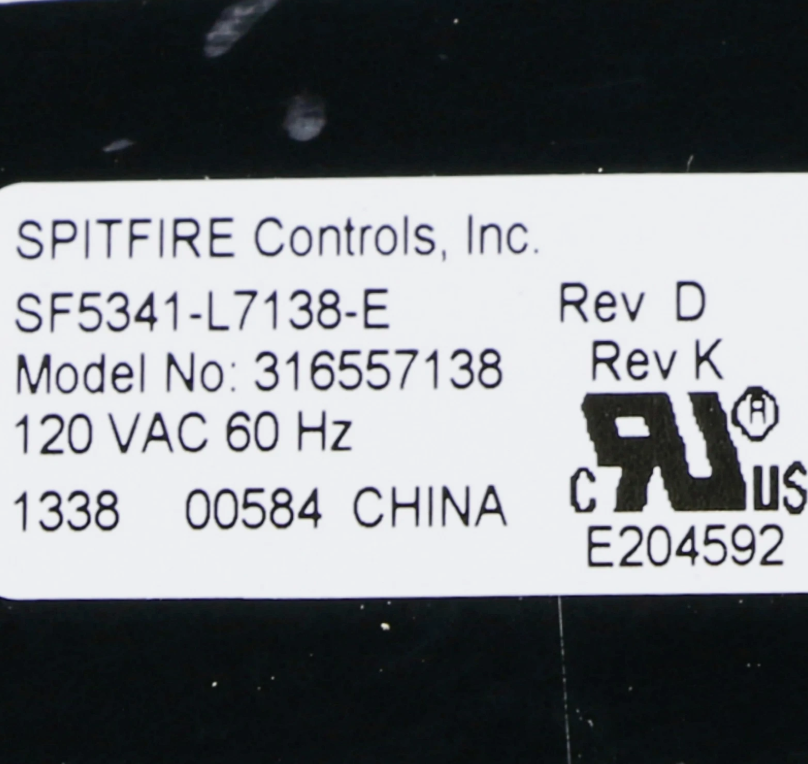 SPITFIRE Controls, Inc.
SF5341-L7138-E Rev D
Model No: 316557138 Rev K
120 VAC 60 Hz
1338 00584 CHINA
c RU ® US
E204592